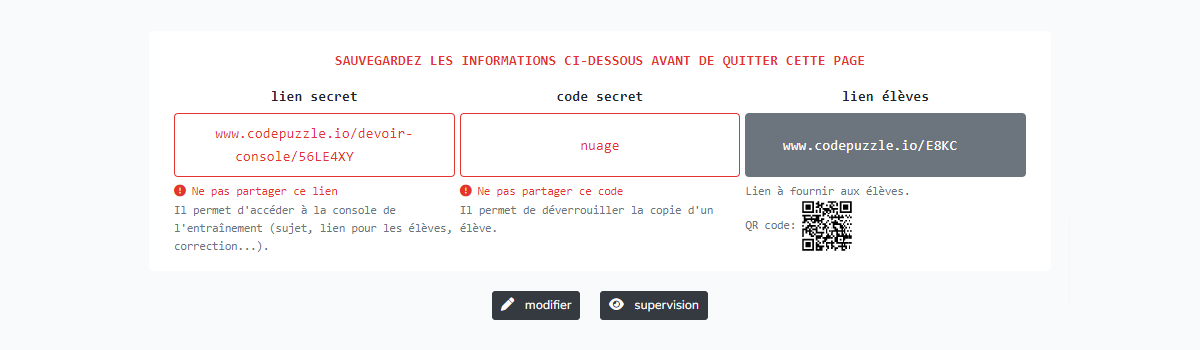 SAUVEGARDEZ LES INFORMATIONS CI-DESSOUS AVANT DE QUITTER CETTE PAGE
lien secret
www.codepuzzle.io/devoir-
console/56LE4XY
Ne pas partager ce lien
Il permet d'accéder à la console de
l'entraînement (sujet, lien pour les élèves,
correction...).
code secret
nuage
Ne pas partager ce code
Il permet de déverrouiller la copie d'un
élève.
lien élèves
www.codepuzzle.io/E8KC
Lien à fournir aux élèves.
QR code:
modifier
supervision